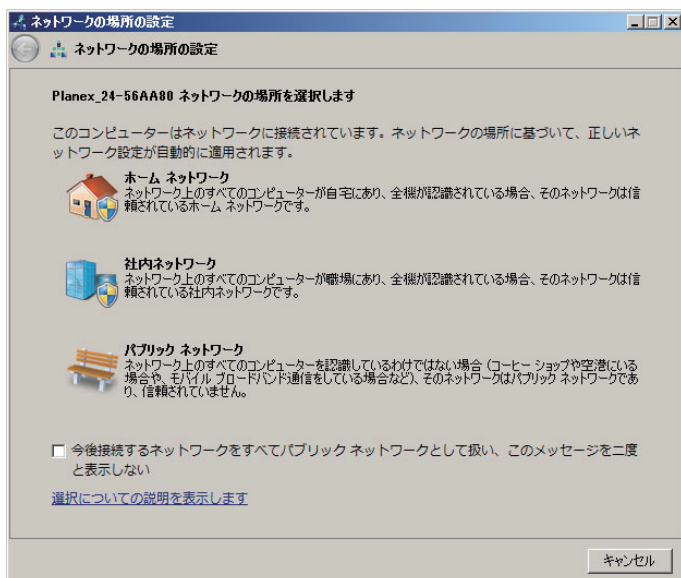 ネットワークの場所の設定
ネットワークの場所の設定
Planex_24-56AA80 ネットワークの場所を選択します
このコンピューターはネットワークに接続されています。ネットワークの場所に基づいて、正しいネ
ットワーク設定が自動的に適用されます。
ホーム ネットワーク
ネットワーク上のすべてのコンピューターが自宅にあり、全機が認識されている場合、そのネットワークは信
頼されているホーム ネットワークです。
社内ネットワーク
ネットワーク上のすべてのコンピューターが職場にあり、全機が認識されている場合、そのネットワークは信
頼されている社内ネットワークです。
パブリック ネットワーク
ネットワーク上のすべてのコンピューターを認識しているわけではない場合 (コーヒー ショップや空港にいる
場合や、モバイル ブロードバンド通信をしている場合など)、そのネットワークはパブリック ネットワークであ
り、信頼されていません。
今後接続するネットワークをすべてパブリック ネットワークとして扱い、このメッセージを二度
と表示しない
選択についての説明を表示します
キャンセル